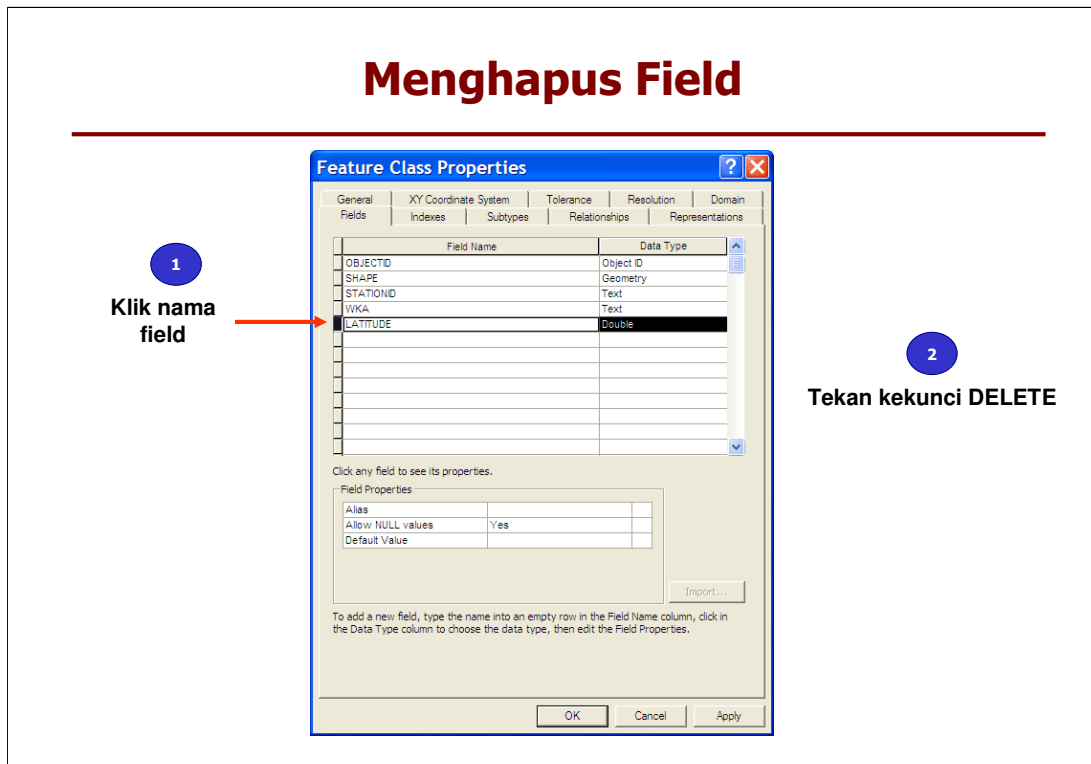 Menghapus Field
Feature Class Properties
General XY Coordinate System Tolerance Resolution Domain
Fields Indexes Subtypes Relationships Representations
Field Name Data Type
OBJECTID Object ID
SHAPE Geometry
STATIONID Text
WKA Text
LATITUDE Double
1
Klik nama
field
2
Tekan kekunci DELETE
Click any field to see its properties.
Field Properties
Alias
Allow NULL values Yes
Default Value
Import...
To add a new field, type the name into an empty row in the Field Name column, click in
the Data Type column to choose the data type, then edit the Field Properties.
OK Cancel Apply